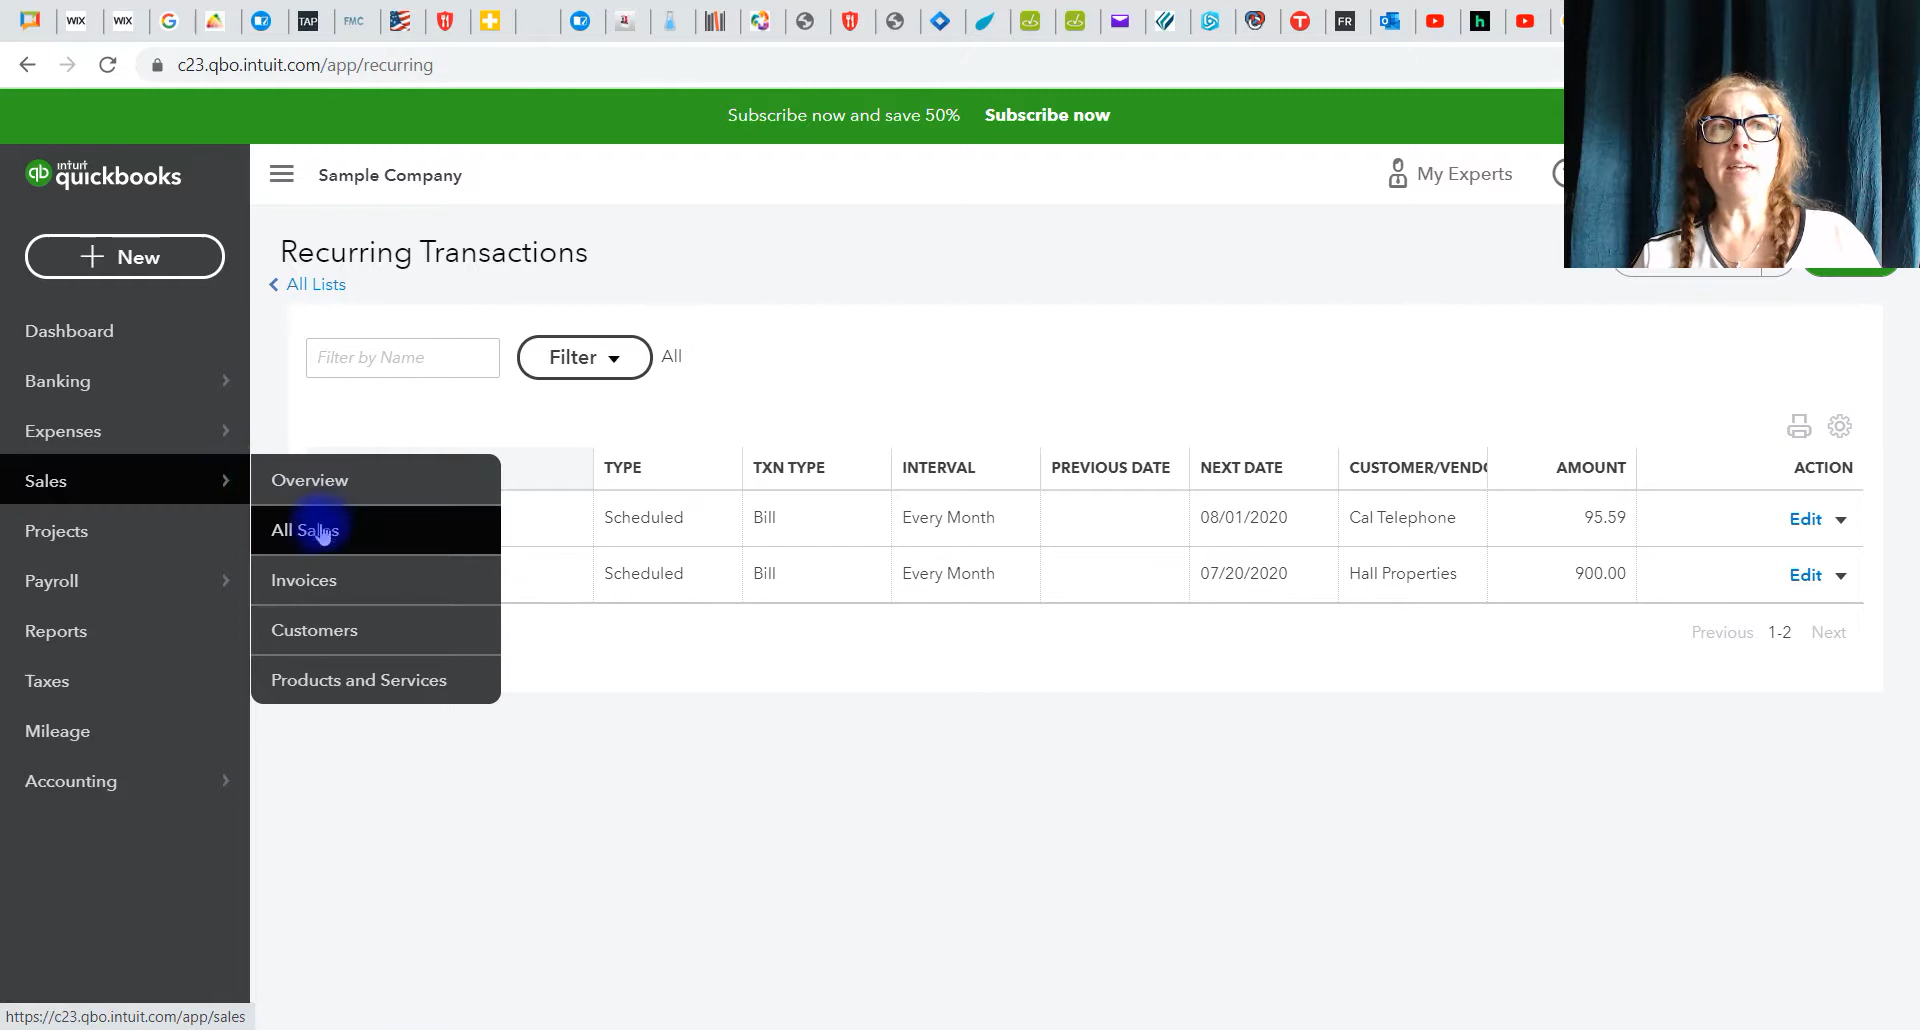 WIX
WIX
TAP
FMC
FR
c23.qbo.intuit.com/app/recurring
Subscribe now and save 50% Subscribe now
intuit
quickbooks
Sample Company
My Experts
New
Recurring Transactions
All Lists
Dashboard
Banking
Expenses
Sales
Projects
Payroll
Reports
Taxes
Mileage
Accounting
Filter by Name
Filter
All
Overview
All Sales
Invoices
Customers
Products and Services
TYPE TXN TYPE INTERVAL PREVIOUS DATE NEXT DATE CUSTOMER/VENDO AMOUNT ACTION
Scheduled Bill Every Month 08/01/2020 Cal Telephone 95.59 Edit
Scheduled Bill Every Month 07/20/2020 Hall Properties 900.00 Edit
Previous 1-2 Next
https://c23.qbo.intuit.com/app/sales